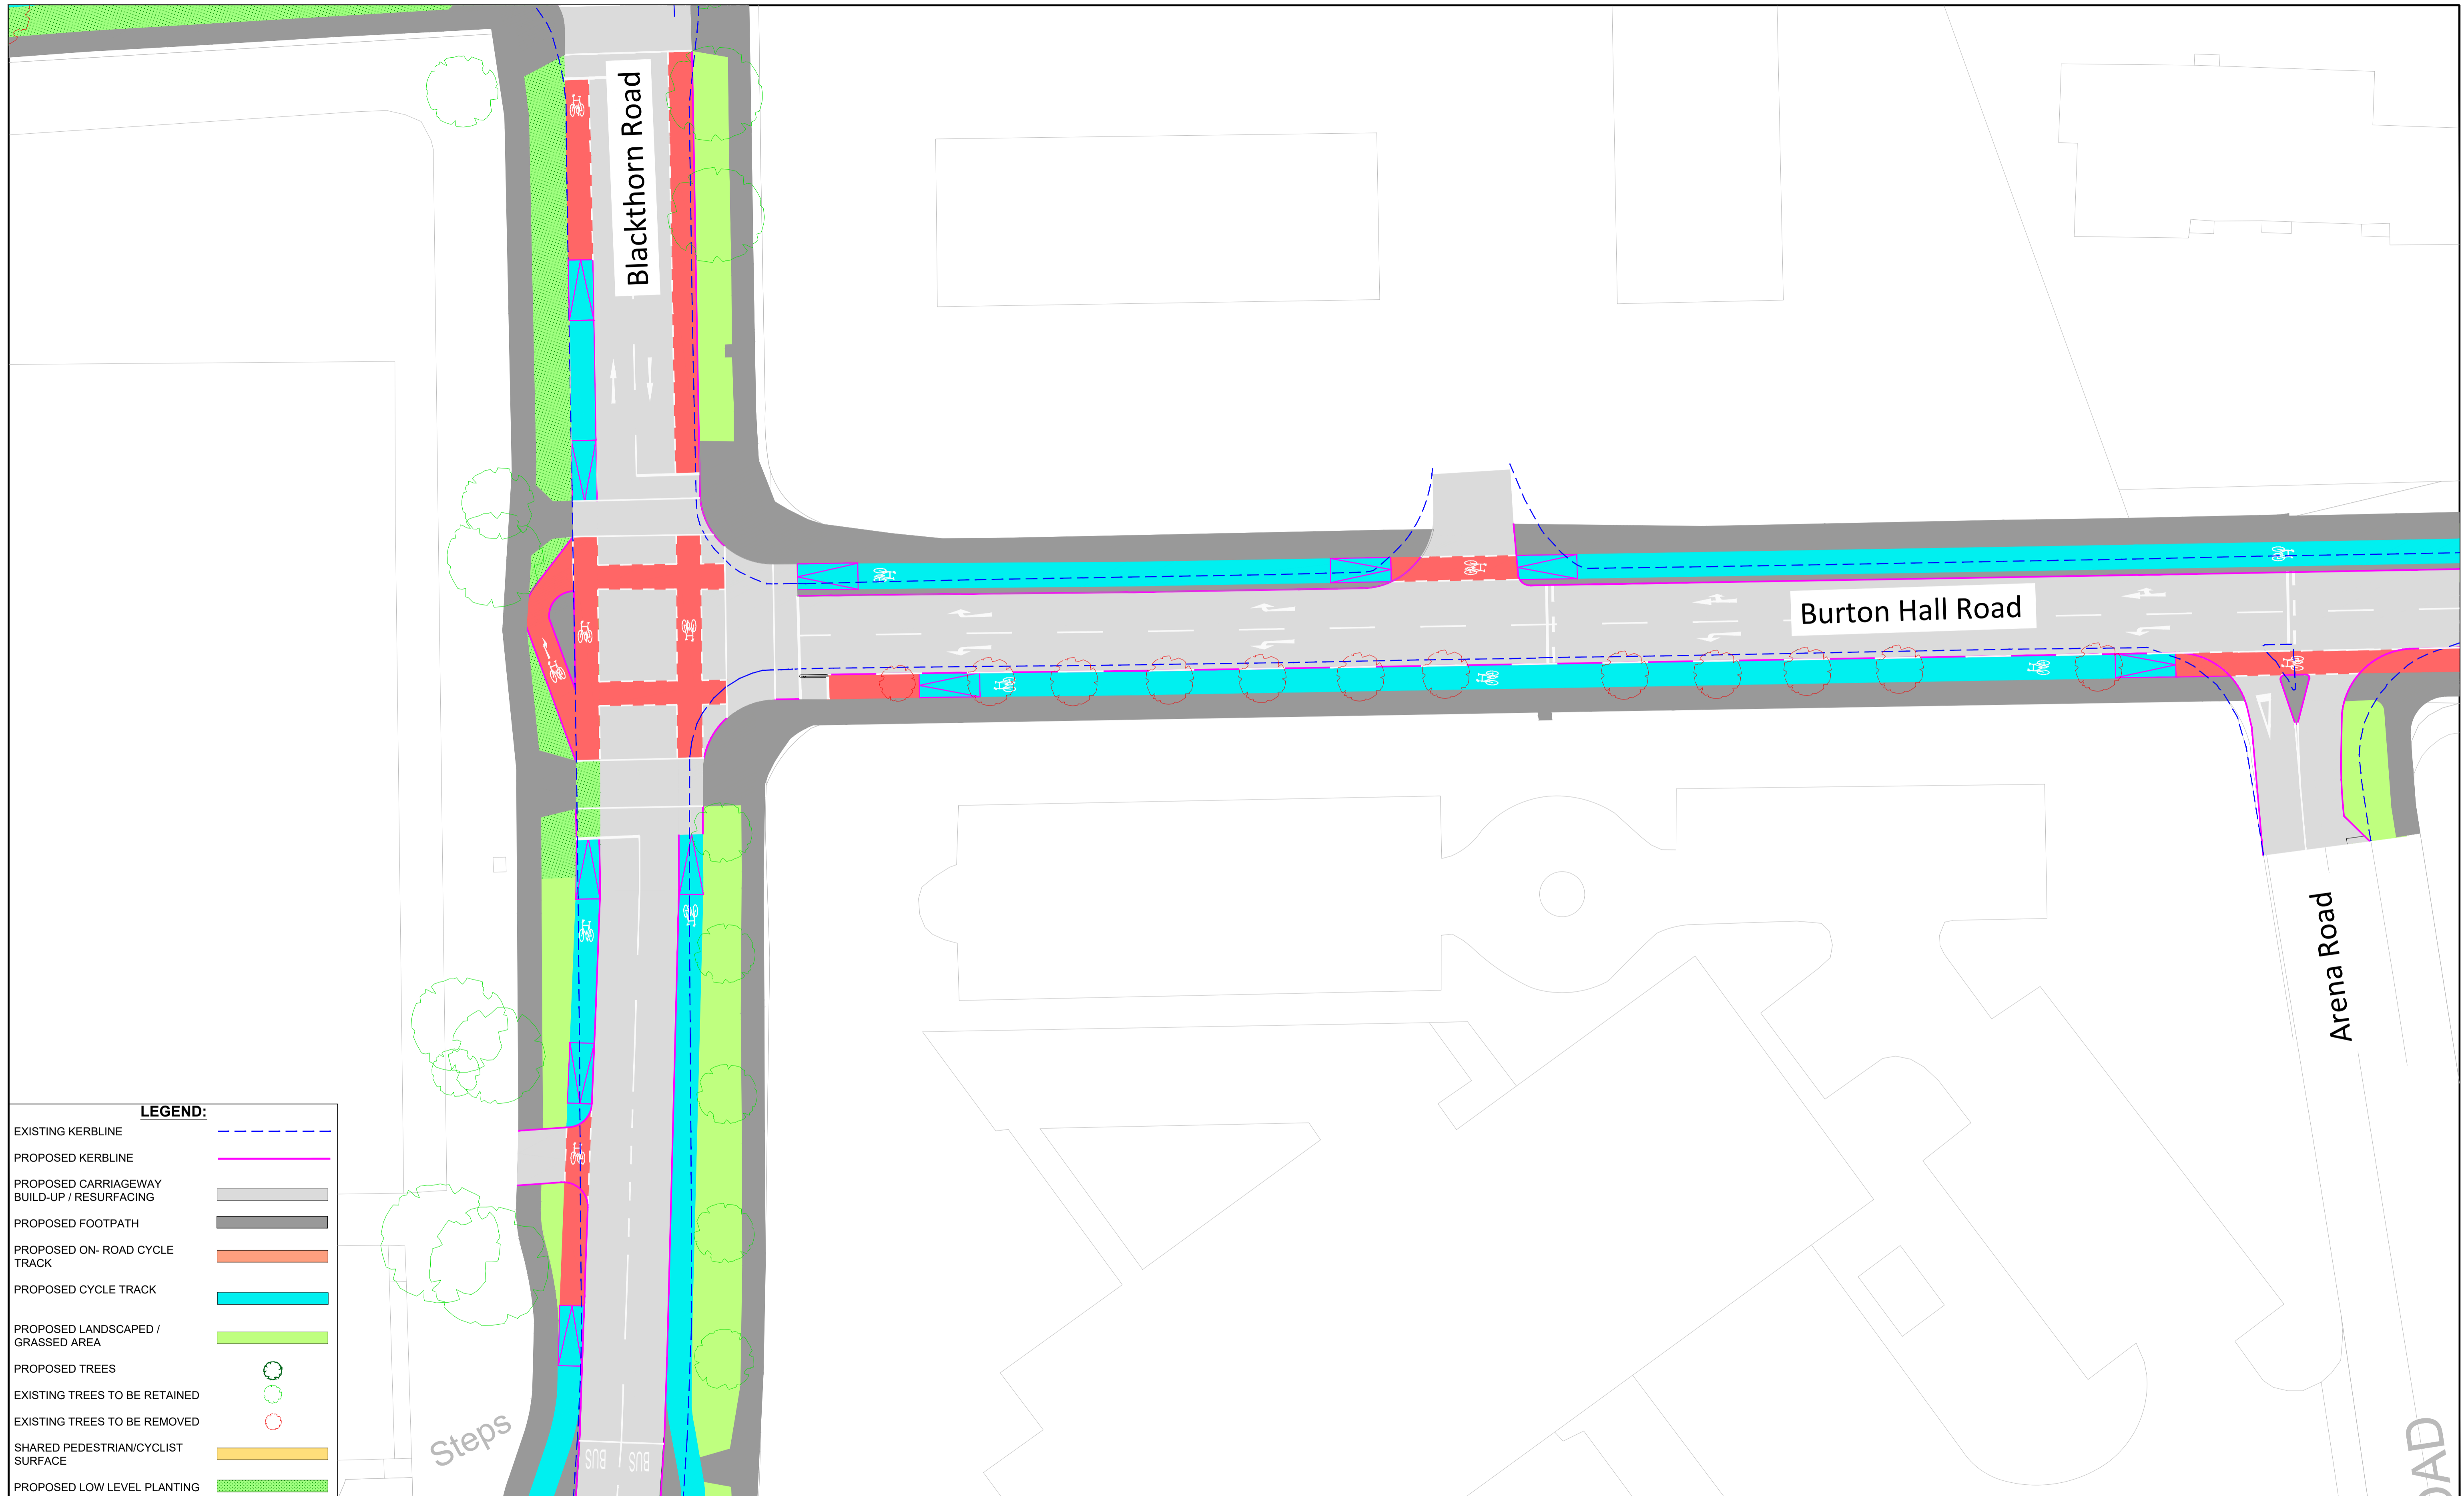 Blackthorn Road
Burton Hall Road
Arena Road
LEGEND:
EXISTING KERBLINE
PROPOSED KERBLINE
PROPOSED CARRIAGEWAY
BUILD-UP / RESURFACING
PROPOSED FOOTPATH
PROPOSED ON- ROAD CYCLE
TRACK
PROPOSED CYCLE TRACK
PROPOSED LANDSCAPED /
GRASSED AREA
PROPOSED TREES
EXISTING TREES TO BE RETAINED
EXISTING TREES TO BE REMOVED
SHARED PEDESTRIAN/CYCLIST
SURFACE
PROPOSED LOW LEVEL PLANTING
Steps
BUS
BUS
OAD